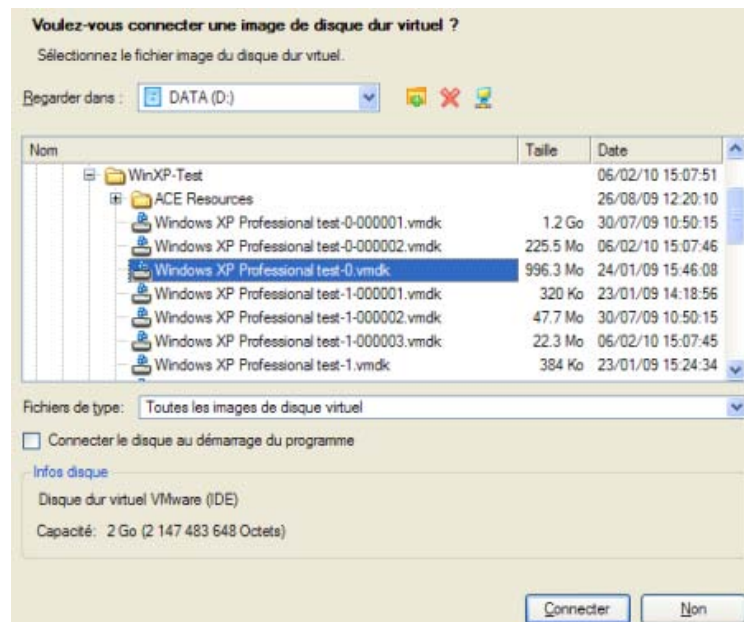 Voulez-vous connecter une image de disque dur virtuel ?
Sélectionnez le fichier image du disque dur vrtuel.
Regarder dans : DATA (D:)
Nom Taille Date
WinXP-Test 06/02/10 15:07:51
ACE Resources 26/08/09 12:20:10
Windows XP Professional test-0-000001.vmdk 1.2 Go 30/07/09 10:50:15
Windows XP Professional test-0-000002.vmdk 225.5 Mo 06/02/10 15:07:46
Windows XP Professional test-0.vmdk 996.3 Mo 24/01/09 15:46:08
Windows XP Professional test-1-000001.vmdk 320 Ko 23/01/09 14:18:56
Windows XP Professional test-1-000002.vmdk 47.7 Mo 30/07/09 10:50:15
Windows XP Professional test-1-000003.vmdk 22.3 Mo 06/02/10 15:07:45
Windows XP Professional test-1.vmdk 384 Ko 23/01/09 15:24:34
Fichiers de type: Toutes les images de disque virtuel
Connecter le disque au démarrage du programme
Infos disque
Disque dur virtuel VMware (IDE)
Capacité: 2 Go (2 147 483 648 Octets)
Connecter Non